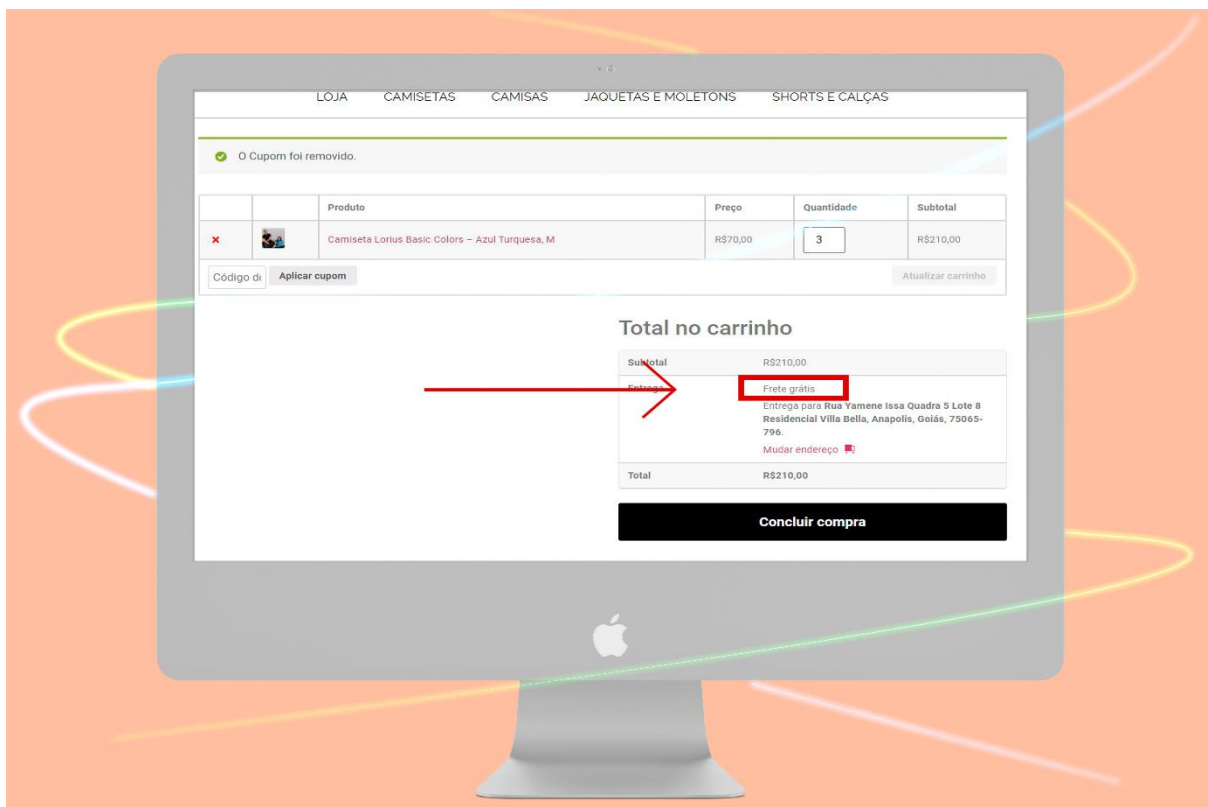 LOJA CAMISETAS CAMISAS JAQUETAS E MOLETONS SHORTS E CALÇAS
O Cupom foi removido.
Produto Preço Quantidade Subtotal
Camiseta Lorius Basic Colors – Azul Turquesa, M R$70,00 3 R$210,00
Código d Aplicar cupom Atualizar carrinho
Total no carrinho
Subtotal R$210,00
Entrega Frete grátis
Entrega para Rua Yamene Issa Quadra 5 Lote 8
Residencial Villa Bella, Anapolis, Goiás, 75065-
796.
Mudar endereço
Total R$210,00
Concluir compra